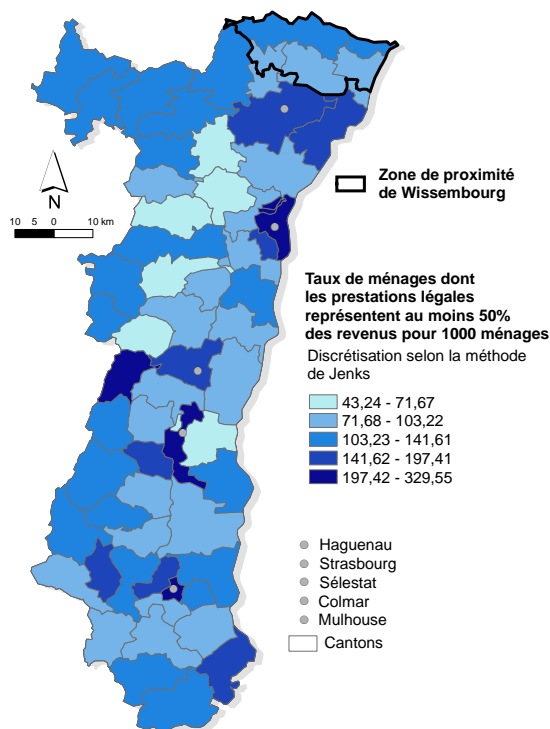 Zone de proximité
de Wissembourg
N
10 5 0 10 km
Taux de ménages dont
les prestations légales
représentent au moins 50%
des revenus pour 1000 ménages
Discrétisation selon la méthode
de Jenks
43,24 - 71,67
71,68 - 103,22
103,23 - 141,61
141,62 - 197,41
197,42 - 329,55
Haguenau
Strasbourg
Sélestat
Colmar
Mulhouse
Cantons